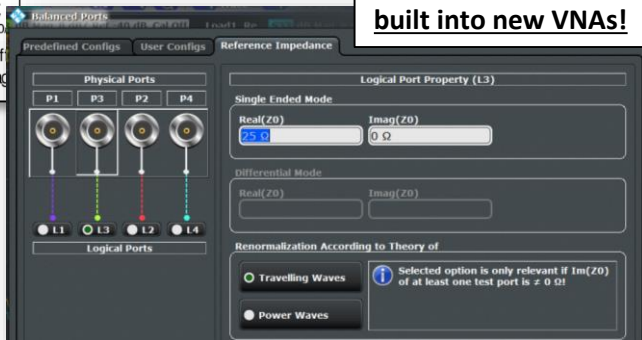 built into new VNAs!
Balanced Ports
Predefined Configs User Configs Reference Impedance
Physical Ports
P1 P3 P2 P4
L1 L3 L2 L4
Logical Ports
Logical Port Property (L3)
Single Ended Mode
Real(Z0) Imag(Z0)
25 Ω 0 Ω
Differential Mode
Real(Z0) Imag(Z0)
Renormalization According to Theory of
Travelling Waves
Power Waves
Selected option is only relevant if Im(Z0)
of at least one test port is ≠ 0 Ω!